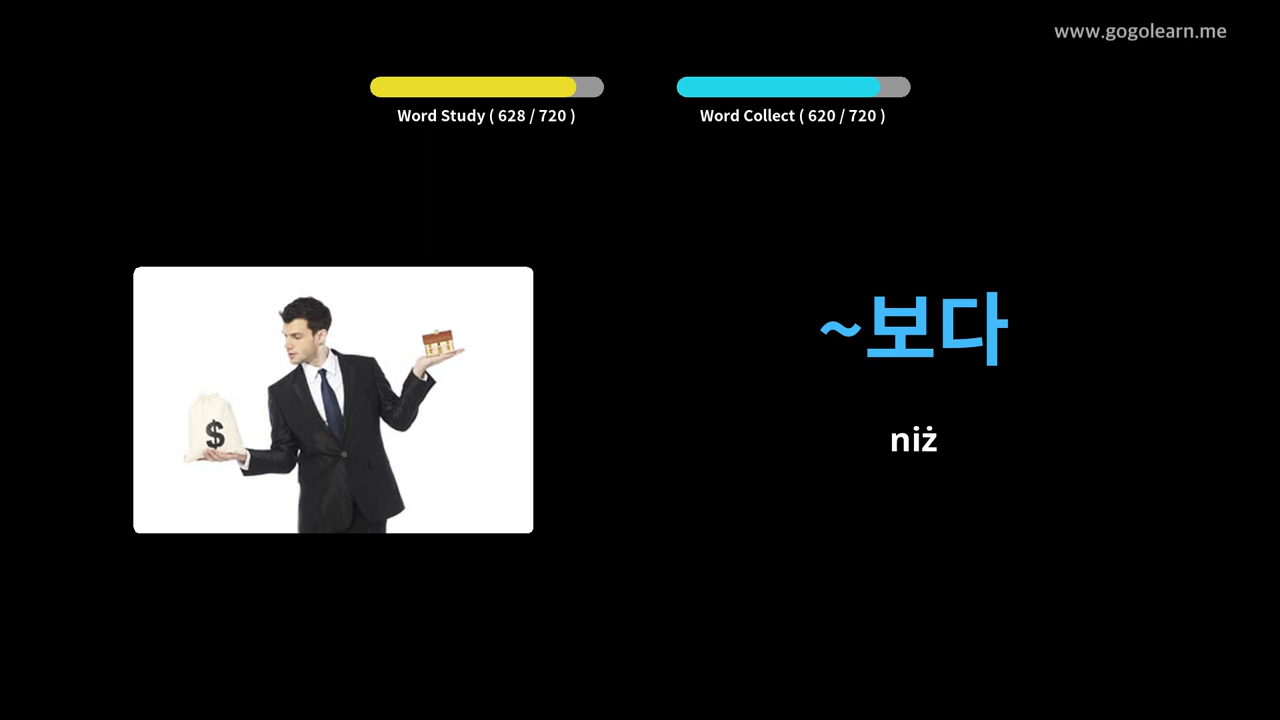 www.gogolearn.me
Word Study ( 628 / 720 )
Word Collect ( 620 / 720 )
$
~보다
niż